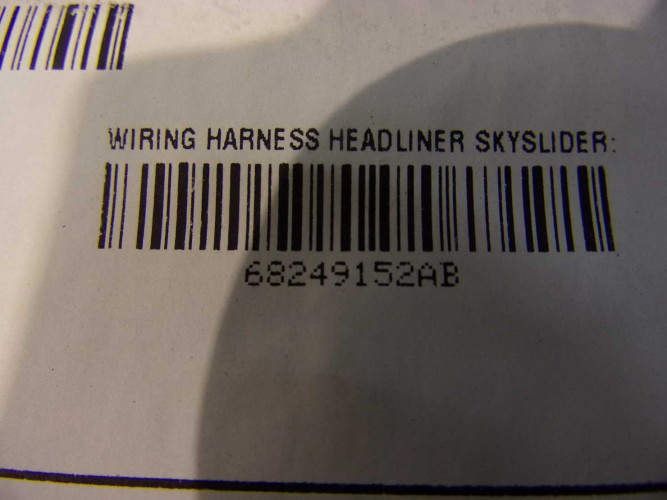 WIRING HARNESS HEADLINER SKYSLIDER:
68249152AB